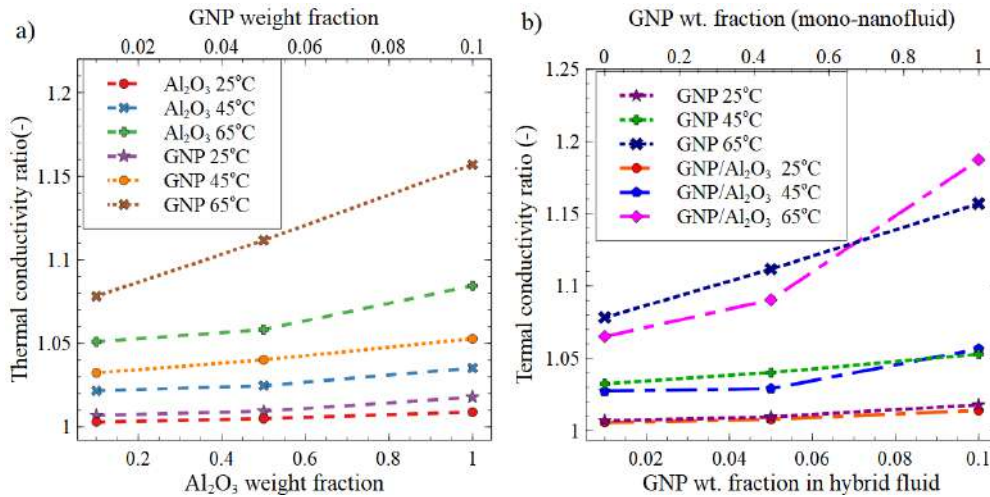 a)
GNP weight fraction
0.02 0.04 0.06 0.08 0.1
Thermal conductivity ratio(-)
1.2
1.15
1.1
1.05
1
Al₂O₃ 25°C
Al₂O₃ 45°C
Al₂O₃ 65°C
GNP 25°C
GNP 45°C
GNP 65°C
0.2 0.4 0.6 0.8 1
Al₂O₃ weight fraction
b)
GNP wt. fraction (mono-nanofluid)
0 0.2 0.4 0.6 0.8 1
Termal conductivity ratio (-)
1.25
1.2
1.15
1.1
1.05
1
GNP 25°C
GNP 45°C
GNP 65°C
GNP/Al₂O₃ 25°C
GNP/Al₂O₃ 45°C
GNP/Al₂O₃ 65°C
0.02 0.04 0.06 0.08 0.1
GNP wt. fraction in hybrid fluid